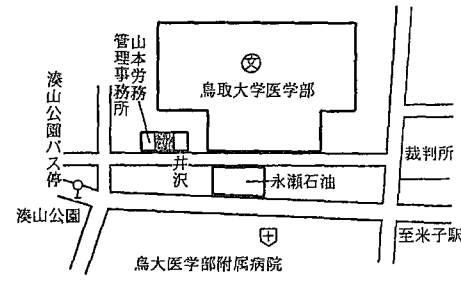 山本労務
管理事務所
文
鳥取大学医学部
湊山公園バス停
井沢
裁判所
永瀬石油
湊山公園
至米子駅
鳥大医学部附属病院